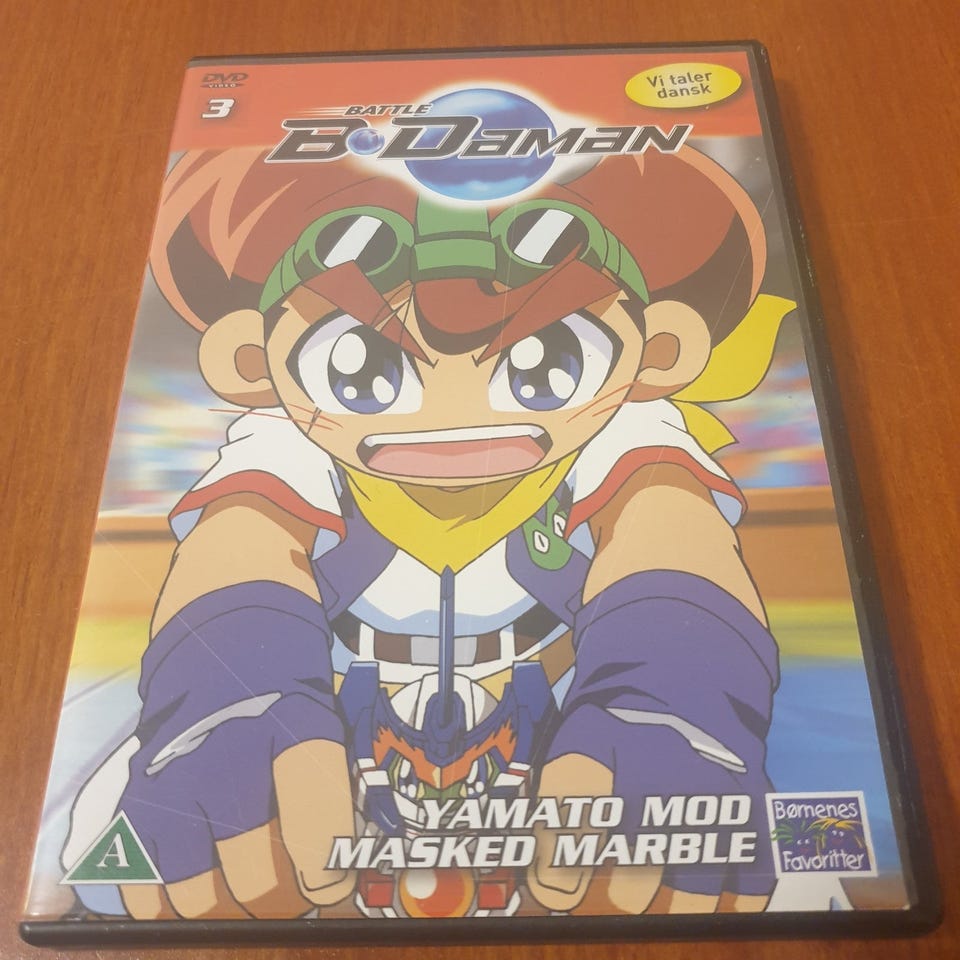 DVD
VIDEO
3
Vi taler
dansk
BATTLE
B-DAMAN
YAMATO MOD
MASKED MARBLE
Børnenes
Favoritter
A